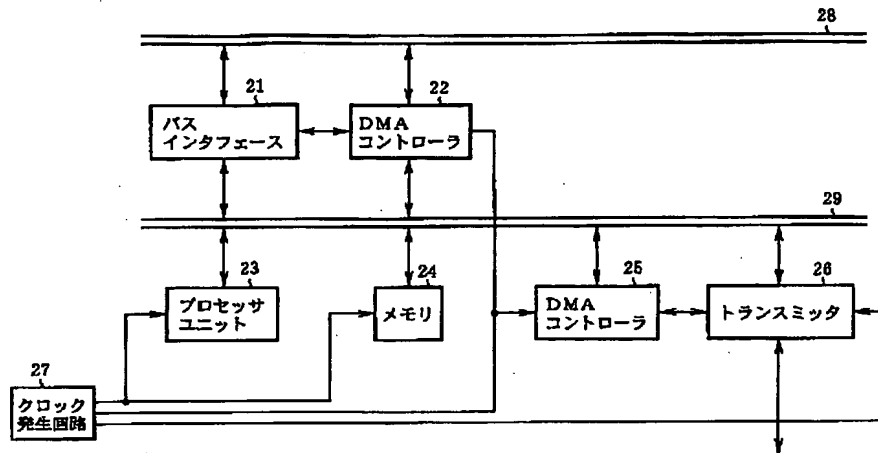 28
21
22
バス
インタフェース
DMA
コントローラ
29
23
24
25
26
プロセッサ
ユニット
メモリ
DMA
コントローラ
トランスミッタ
27
クロック
発生回路